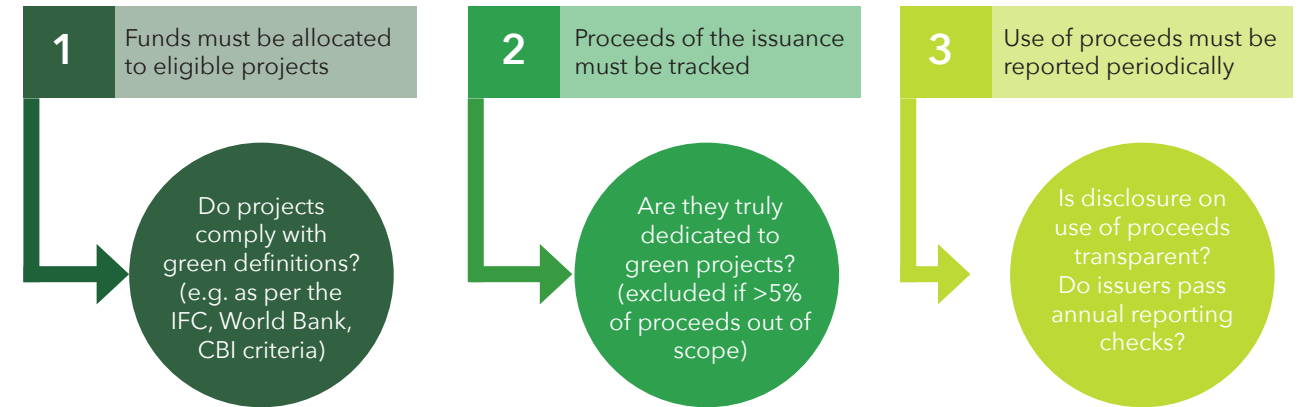 1
Funds must be allocated
to eligible projects
Do projects
comply with
green definitions?
(e.g. as per the
IFC, World Bank,
CBI criteria)
2
Proceeds of the issuance
must be tracked
Are they truly
dedicated to
green projects?
(excluded if >5%
of proceeds out of
scope)
3
Use of proceeds must be
reported periodically
Is disclosure on
use of proceeds
transparent?
Do issuers pass
annual reporting
checks?